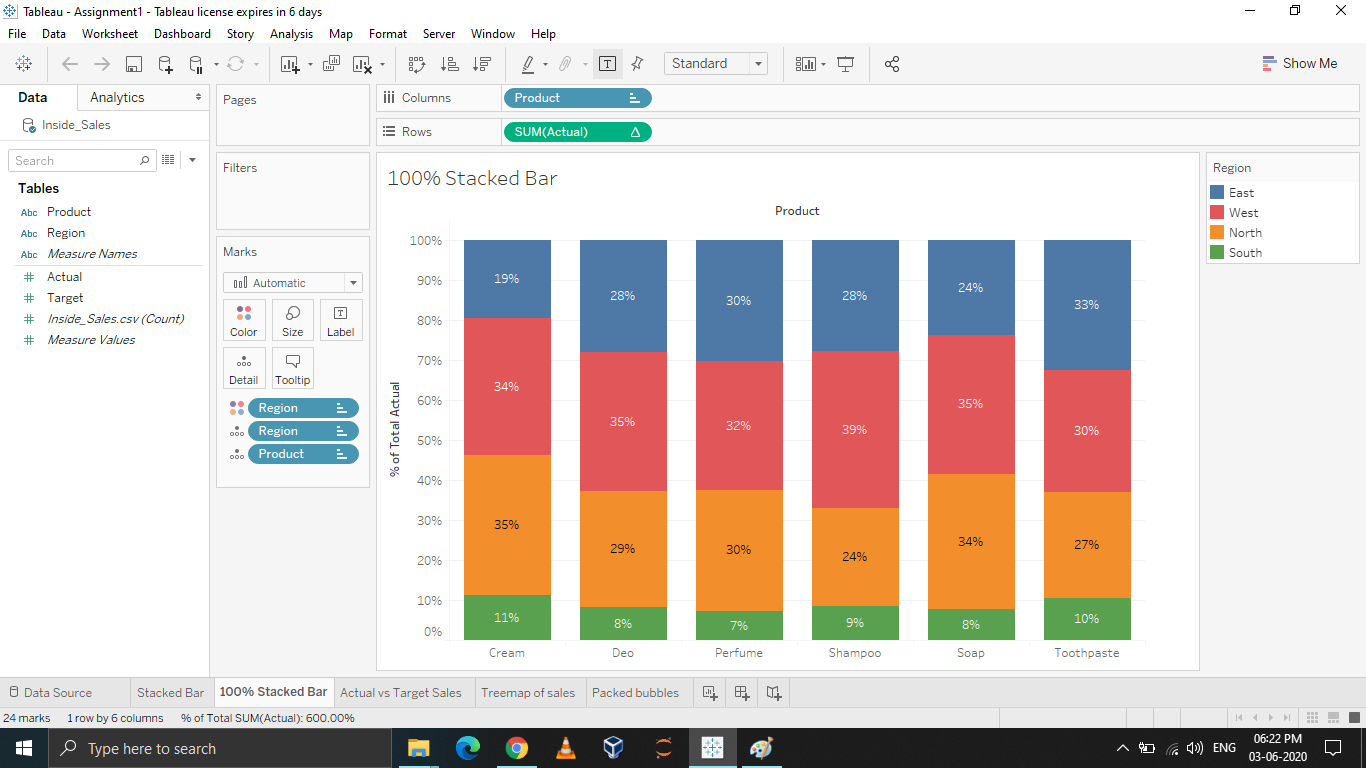 Tableau - Assignment1 - Tableau license expires in 6 days
File Data Worksheet Dashboard Story Analysis Map Format Server Window Help
Standard
Show Me
Data Analytics
Inside_Sales
Search
Tables
Abc Product
Abc Region
Abc Measure Names
# Actual
# Target
# Inside_Sales.csv (Count)
# Measure Values
Pages
Filters
Marks
Automatic
Color Size Label
Detail Tooltip
Region
Region
Product
Columns Product
Rows SUM(Actual)
100% Stacked Bar
Product
% of Total Actual
100%
90%
80%
70%
60%
50%
40%
30%
20%
10%
0%
19% 28% 30% 28% 24% 33%
34% 35% 32% 39% 35% 30%
35% 29% 30% 24% 34% 27%
11% 8% 7% 9% 8% 10%
Cream Deo Perfume Shampoo Soap Toothpaste
Region
East
West
North
South
Data Source Stacked Bar 100% Stacked Bar Actual vs Target Sales Treemap of sales Packed bubbles
24 marks 1 row by 6 columns % of Total SUM(Actual): 600.00%
Type here to search
ENG
06:22 PM
03-06-2020